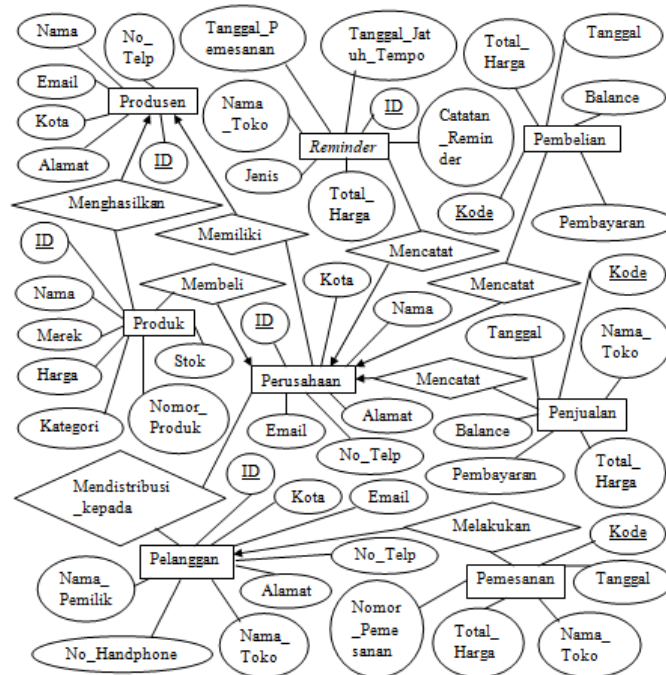 Nama
No_
Telp
Tanggal_P
emesanan
Tanggal_Jat
uh_Tempo
Total_
Harga
Tanggal
Email
Produsen
Kota
Alamat
ID
Nama
_Toko
ID
Reminder
Jenis
Catatan
_Remin
der
Total_
Harga
Balance
Pembelian
Kode
Pembayaran
Menghasilkan
Memiliki
Mencatat
Mencatat
ID
Membeli
Kota
Nama
Kode
Nama
Produk
Merek
Harga
Stok
Kategori
Nomor_
Produk
ID
Perusahaan
Email
Alamat
No_Telp
Mencatat
Tanggal
Nama_
Toko
Penjualan
Balance
Pembayaran
Total_
Harga
Mendistribusi
_kepada
ID
Kota
Email
Melakukan
Kode
Pelanggan
No_Telp
Nama_
Pemilik
Alamat
No_Handphone
Nama_
Toko
Pemesanan
Tanggal
Nomor
_Peme
sanan
Total_
Harga
Nama_
Toko